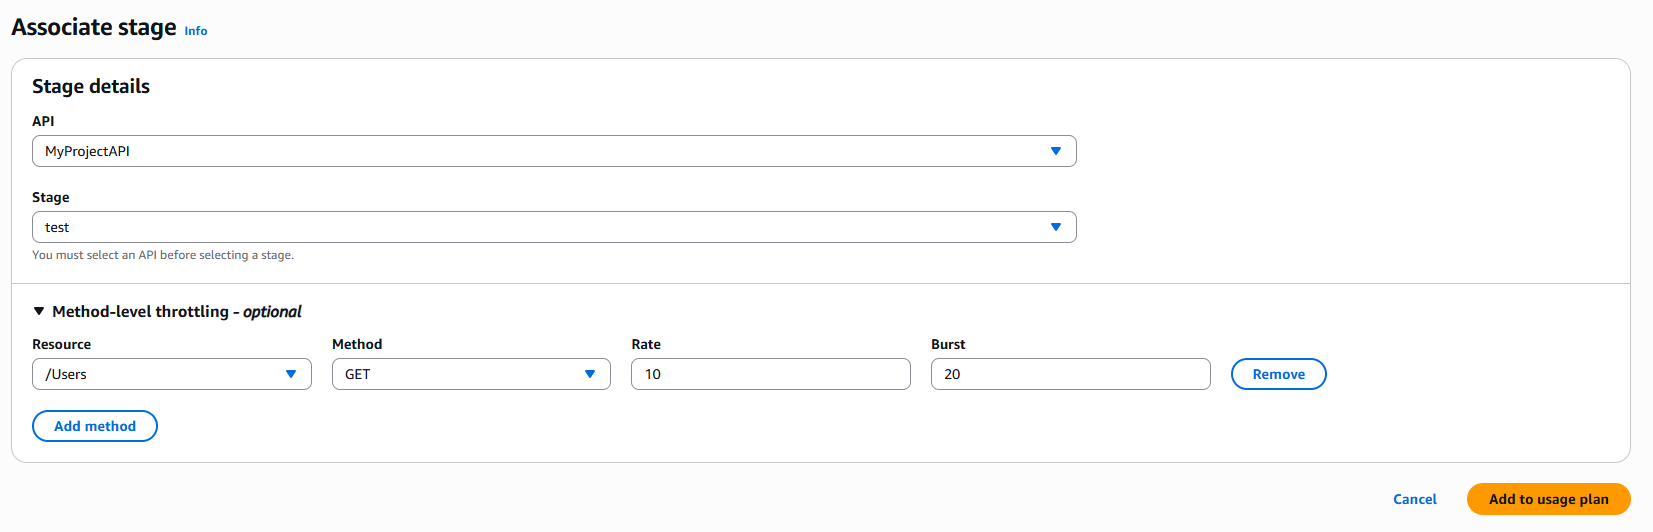 Associate stage Info
Stage details
API
MyProjectAPI
Stage
test
You must select an API before selecting a stage.
Method-level throttling - optional
Resource Method Rate Burst
/Users GET 10 20 Remove
Add method
Cancel Add to usage plan